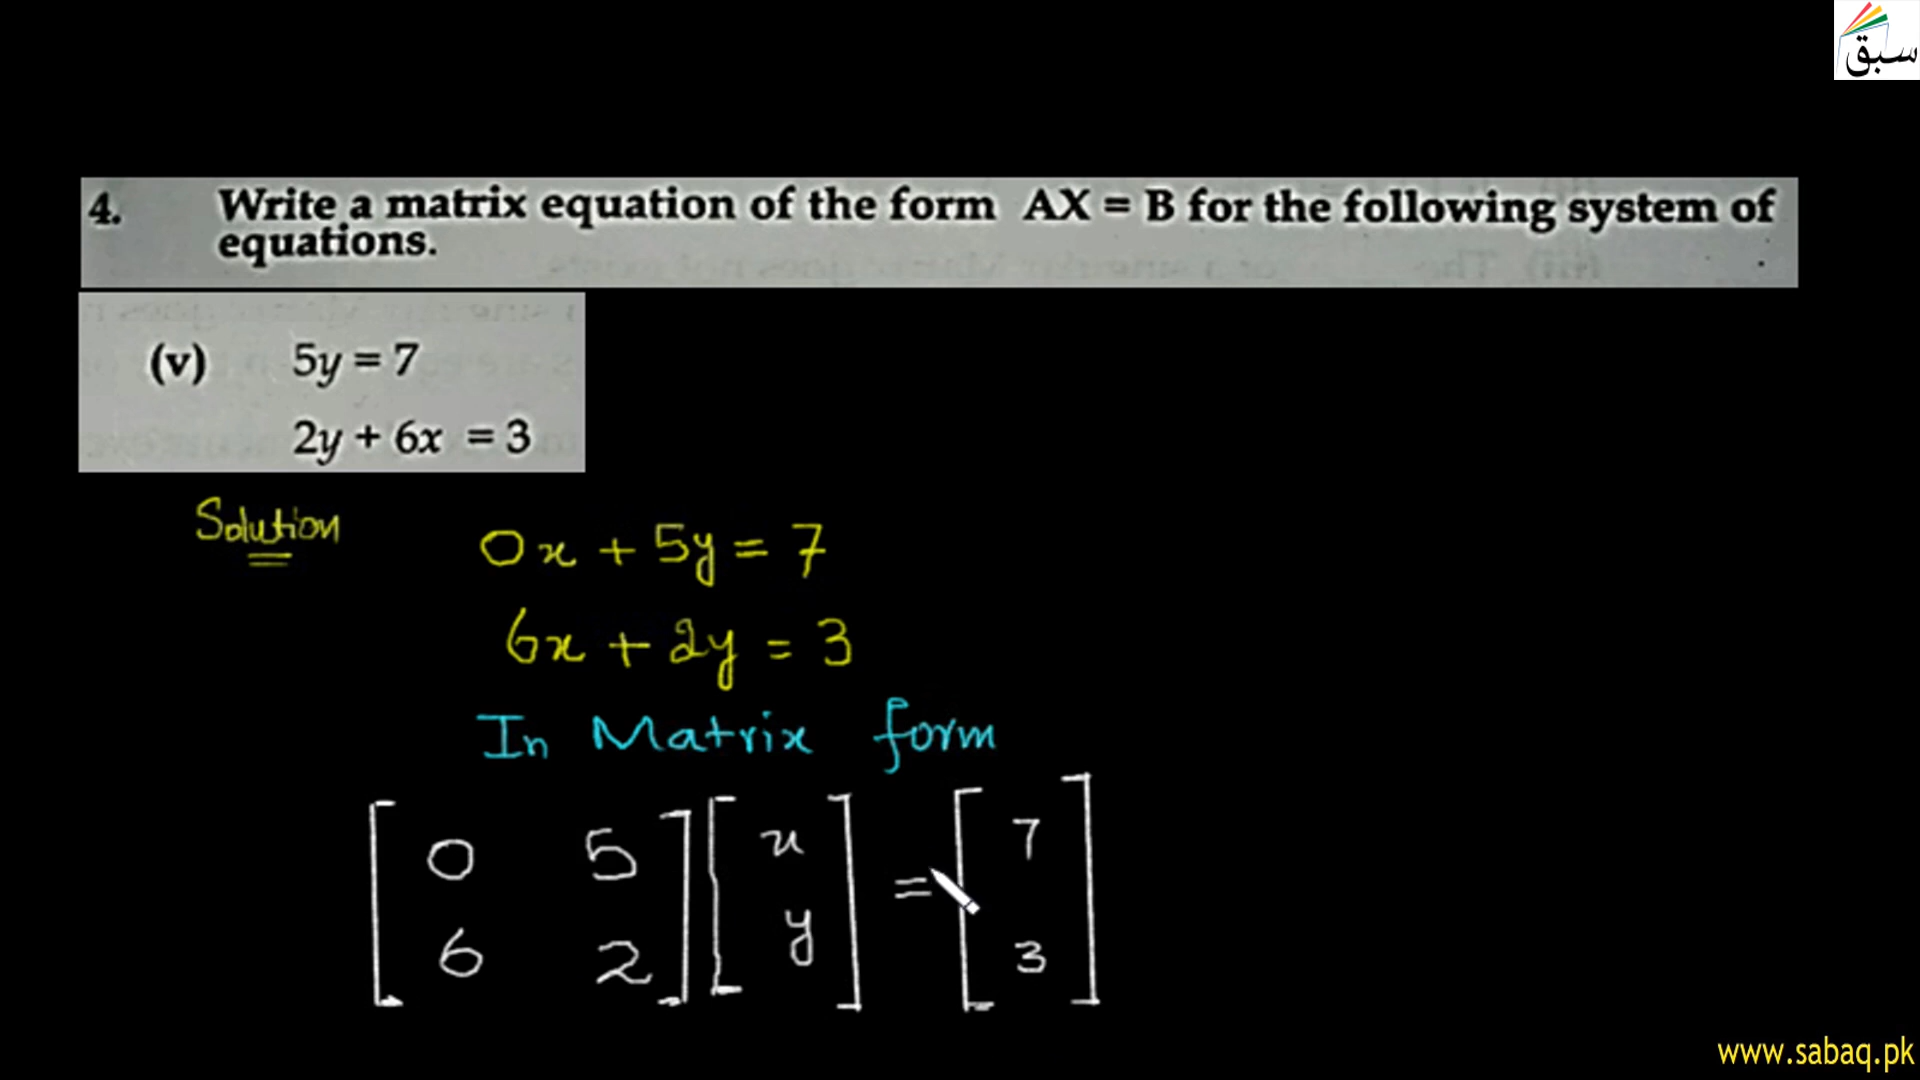 سبق
4. Write a matrix equation of the form AX = B for the following system of
equations.
(v) 5y = 7
2y + 6x = 3
Solution
0x + 5y = 7
6x + 2y = 3
In Matrix form
[ 0 5 ] [ x ] = [ 7 ]
[ 6 2 ] [ y ] [ 3 ]
www.sabaq.pk